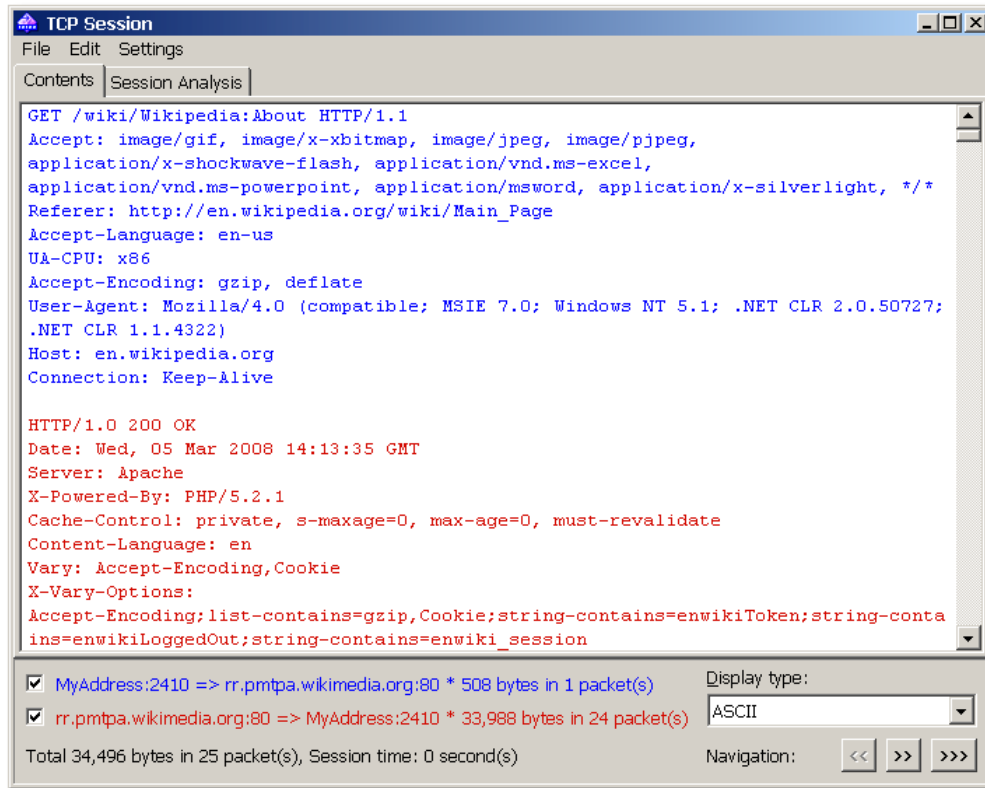 TCP Session
File Edit Settings
Contents Session Analysis
GET /wiki/Wikipedia:About HTTP/1.1
Accept: image/gif, image/x-xbitmap, image/jpeg, image/pjpeg,
application/x-shockwave-flash, application/vnd.ms-excel,
application/vnd.ms-powerpoint, application/msword, application/x-silverlight, */*
Referer: http://en.wikipedia.org/wiki/Main_Page
Accept-Language: en-us
UA-CPU: x86
Accept-Encoding: gzip, deflate
User-Agent: Mozilla/4.0 (compatible; MSIE 7.0; Windows NT 5.1; .NET CLR 2.0.50727;
.NET CLR 1.1.4322)
Host: en.wikipedia.org
Connection: Keep-Alive
HTTP/1.0 200 OK
Date: Wed, 05 Mar 2008 14:13:35 GMT
Server: Apache
X-Powered-By: PHP/5.2.1
Cache-Control: private, s-maxage=0, max-age=0, must-revalidate
Content-Language: en
Vary: Accept-Encoding,Cookie
X-Vary-Options:
Accept-Encoding;list-contains=gzip,Cookie;string-contains=enwikiToken;string-conta
ins=enwikiLoggedOut;string-contains=enwiki_session
MyAddress:2410 => rr.pmtpa.wikimedia.org:80 * 508 bytes in 1 packet(s)
rr.pmtpa.wikimedia.org:80 => MyAddress:2410 * 33,988 bytes in 24 packet(s)
Total 34,496 bytes in 25 packet(s), Session time: 0 second(s)
Display type:
ASCII
Navigation: << >> >>>